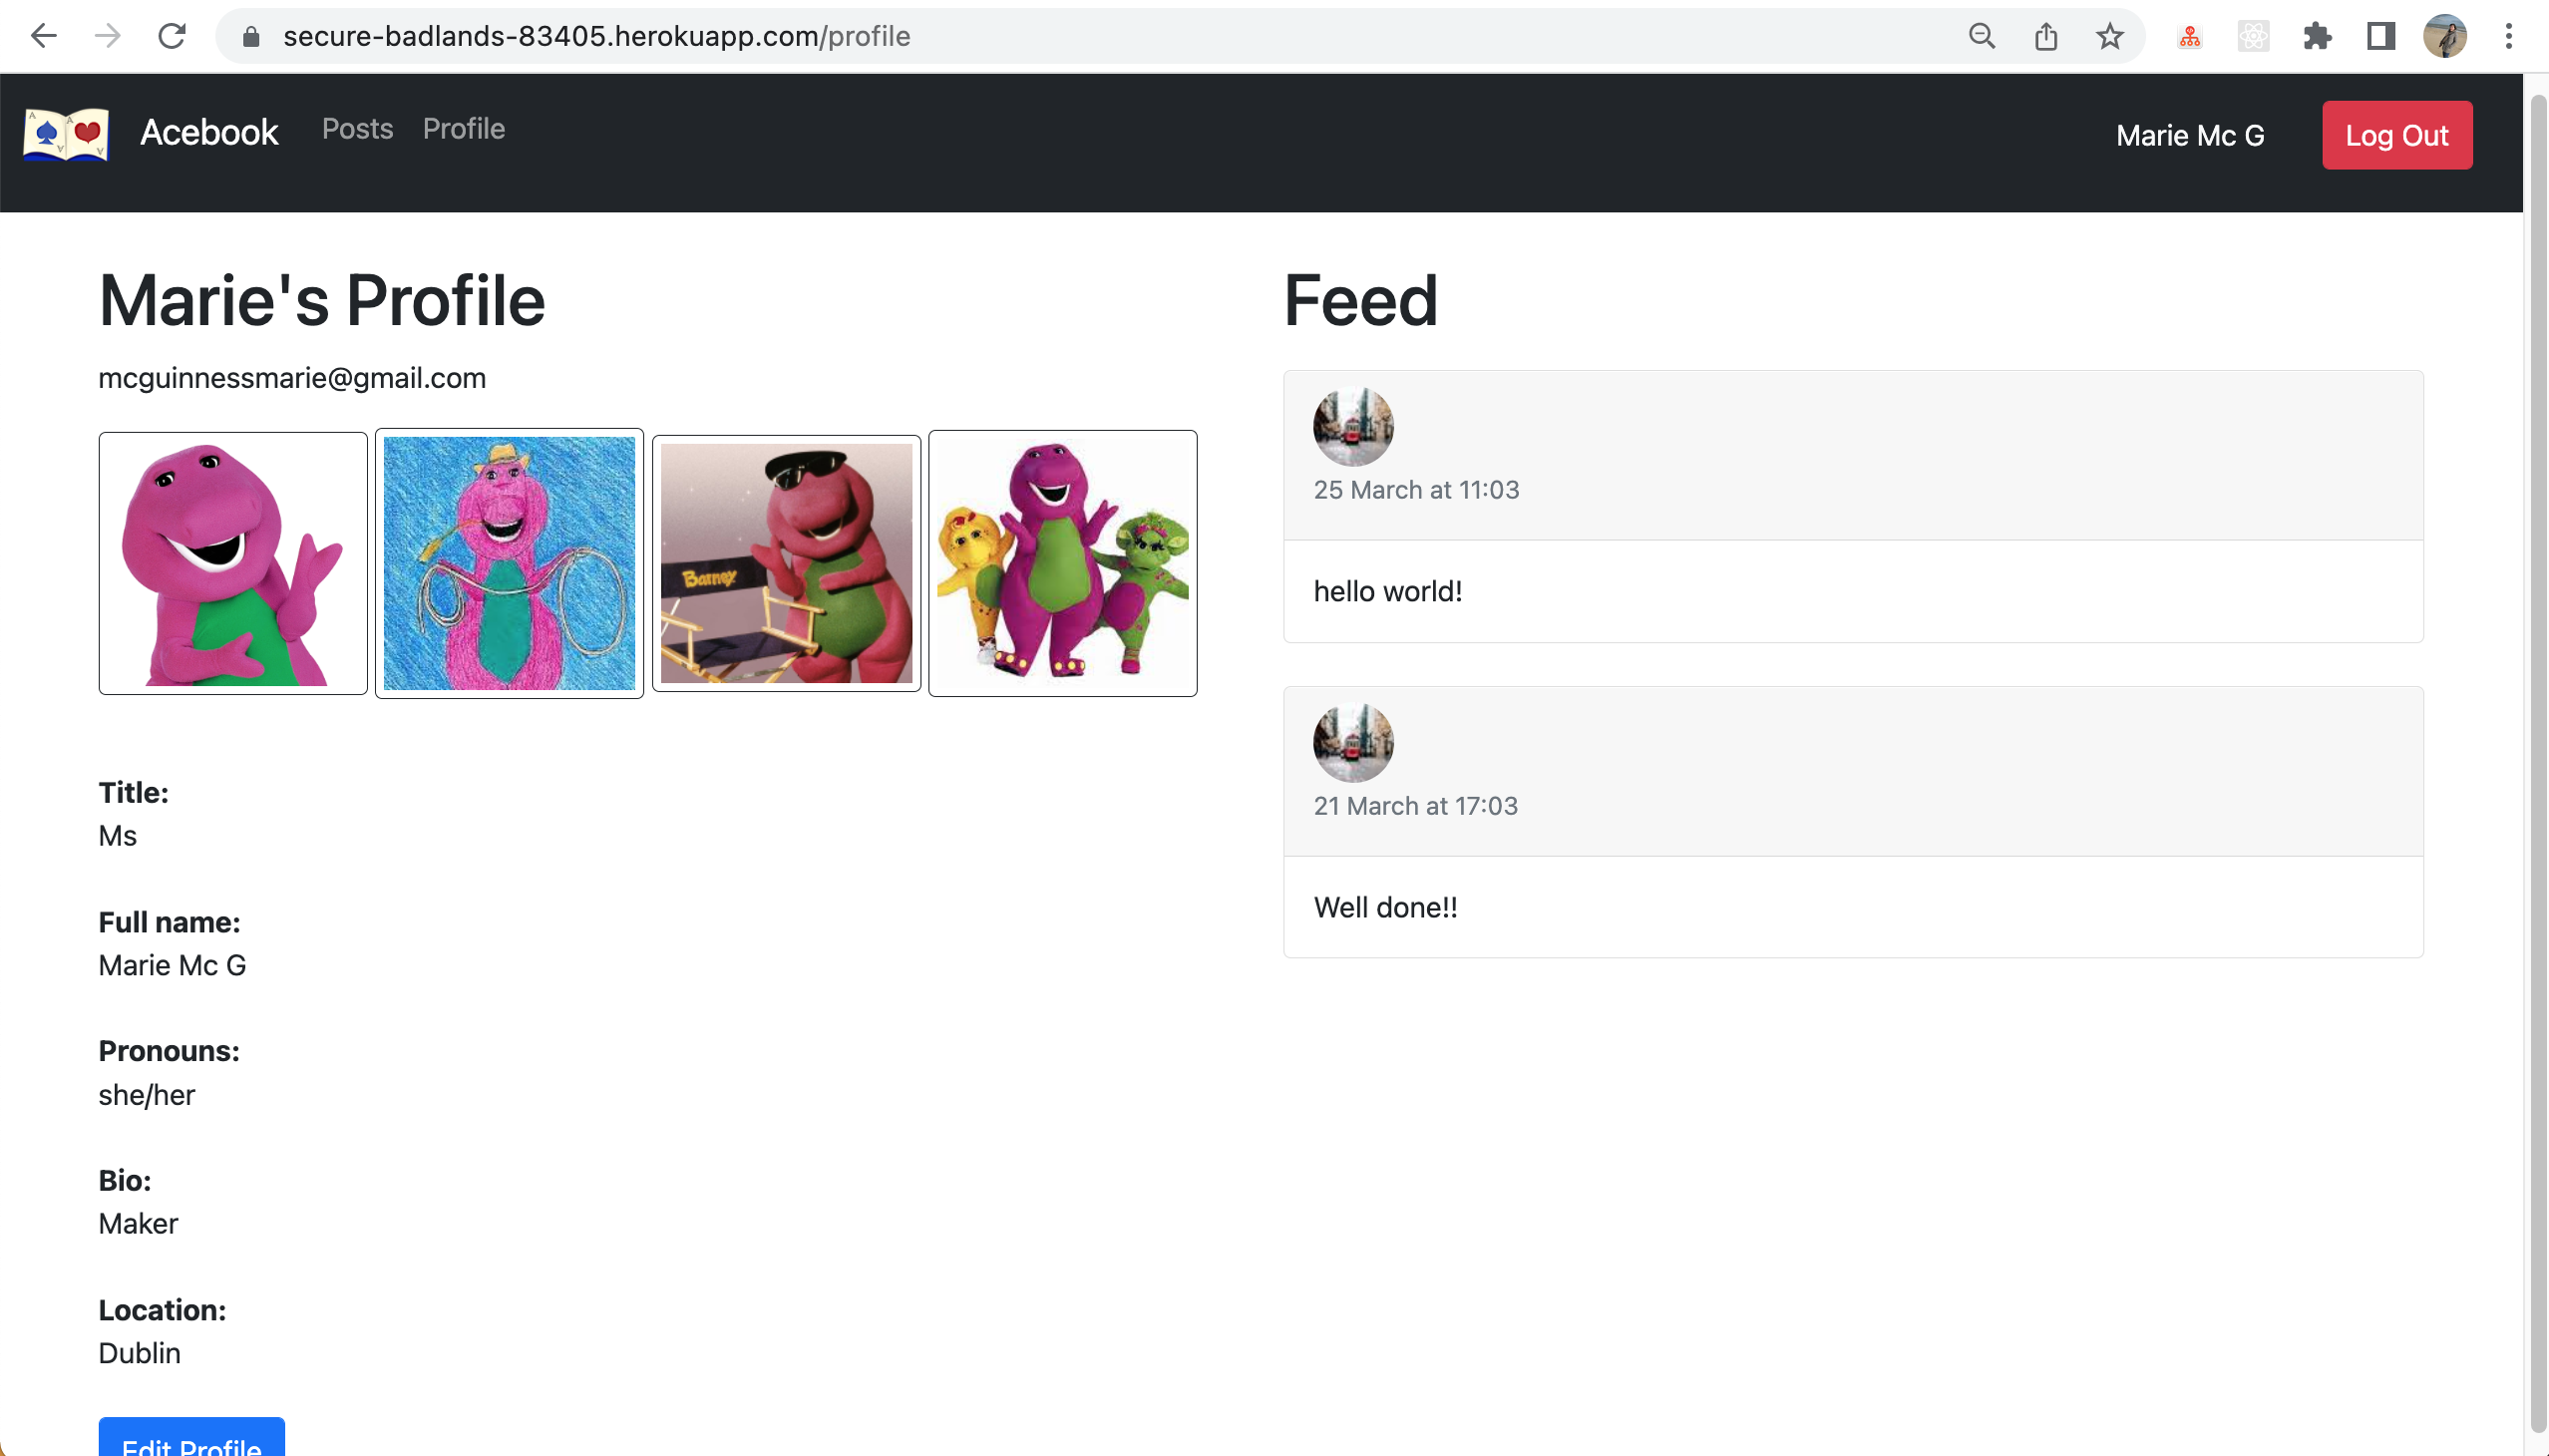 secure-badlands-83405.herokuapp.com/profile
Acebook Posts Profile Marie Mc G Log Out
Marie's Profile
mcguinnessmarie@gmail.com
Barney
Title:
Ms
Full name:
Marie Mc G
Pronouns:
she/her
Bio:
Maker
Location:
Dublin
Edit Profile
Feed
25 March at 11:03
hello world!
21 March at 17:03
Well done!!